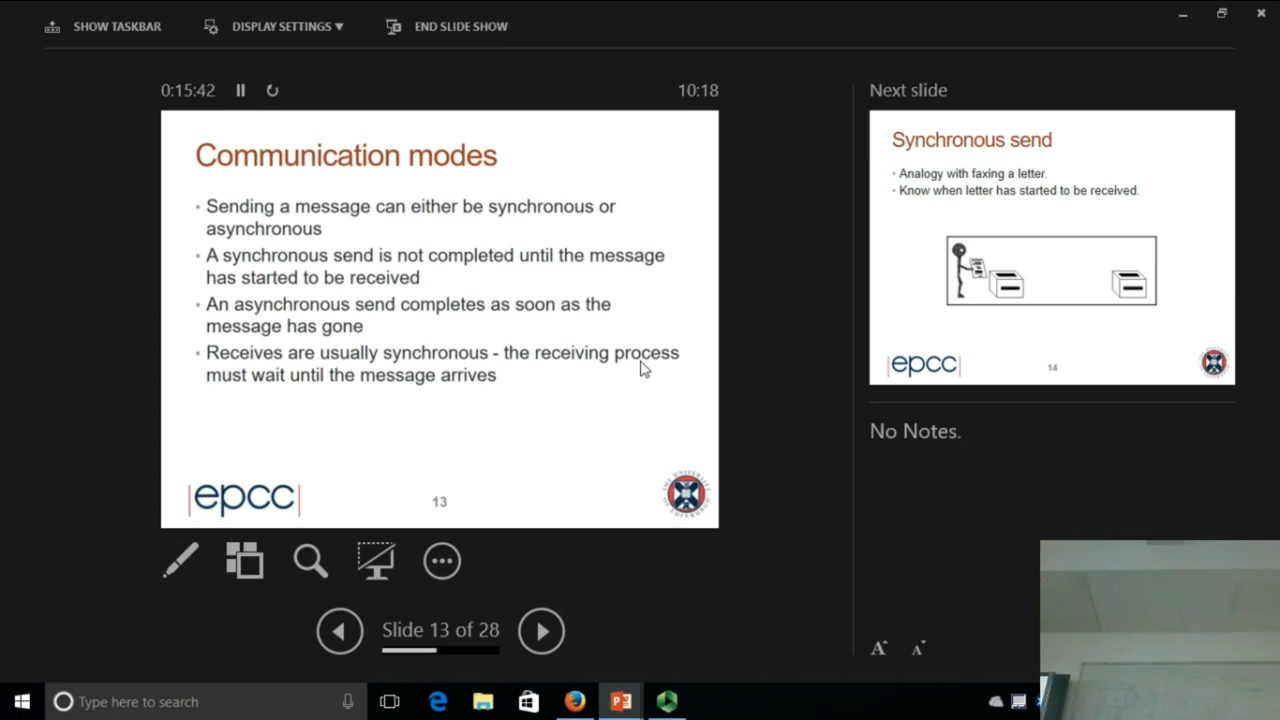 SHOW TASKBAR
DISPLAY SETTINGS ▼
END SLIDE SHOW
0:15:42
10:18
Communication modes
• Sending a message can either be synchronous or
asynchronous
• A synchronous send is not completed until the message
has started to be received
• An asynchronous send completes as soon as the
message has gone
• Receives are usually synchronous - the receiving process
must wait until the message arrives
epcc
13
Next slide
Synchronous send
• Analogy with faxing a letter.
• Know when letter has started to be received.
epcc
14
No Notes.
Slide 13 of 28
A A
Type here to search